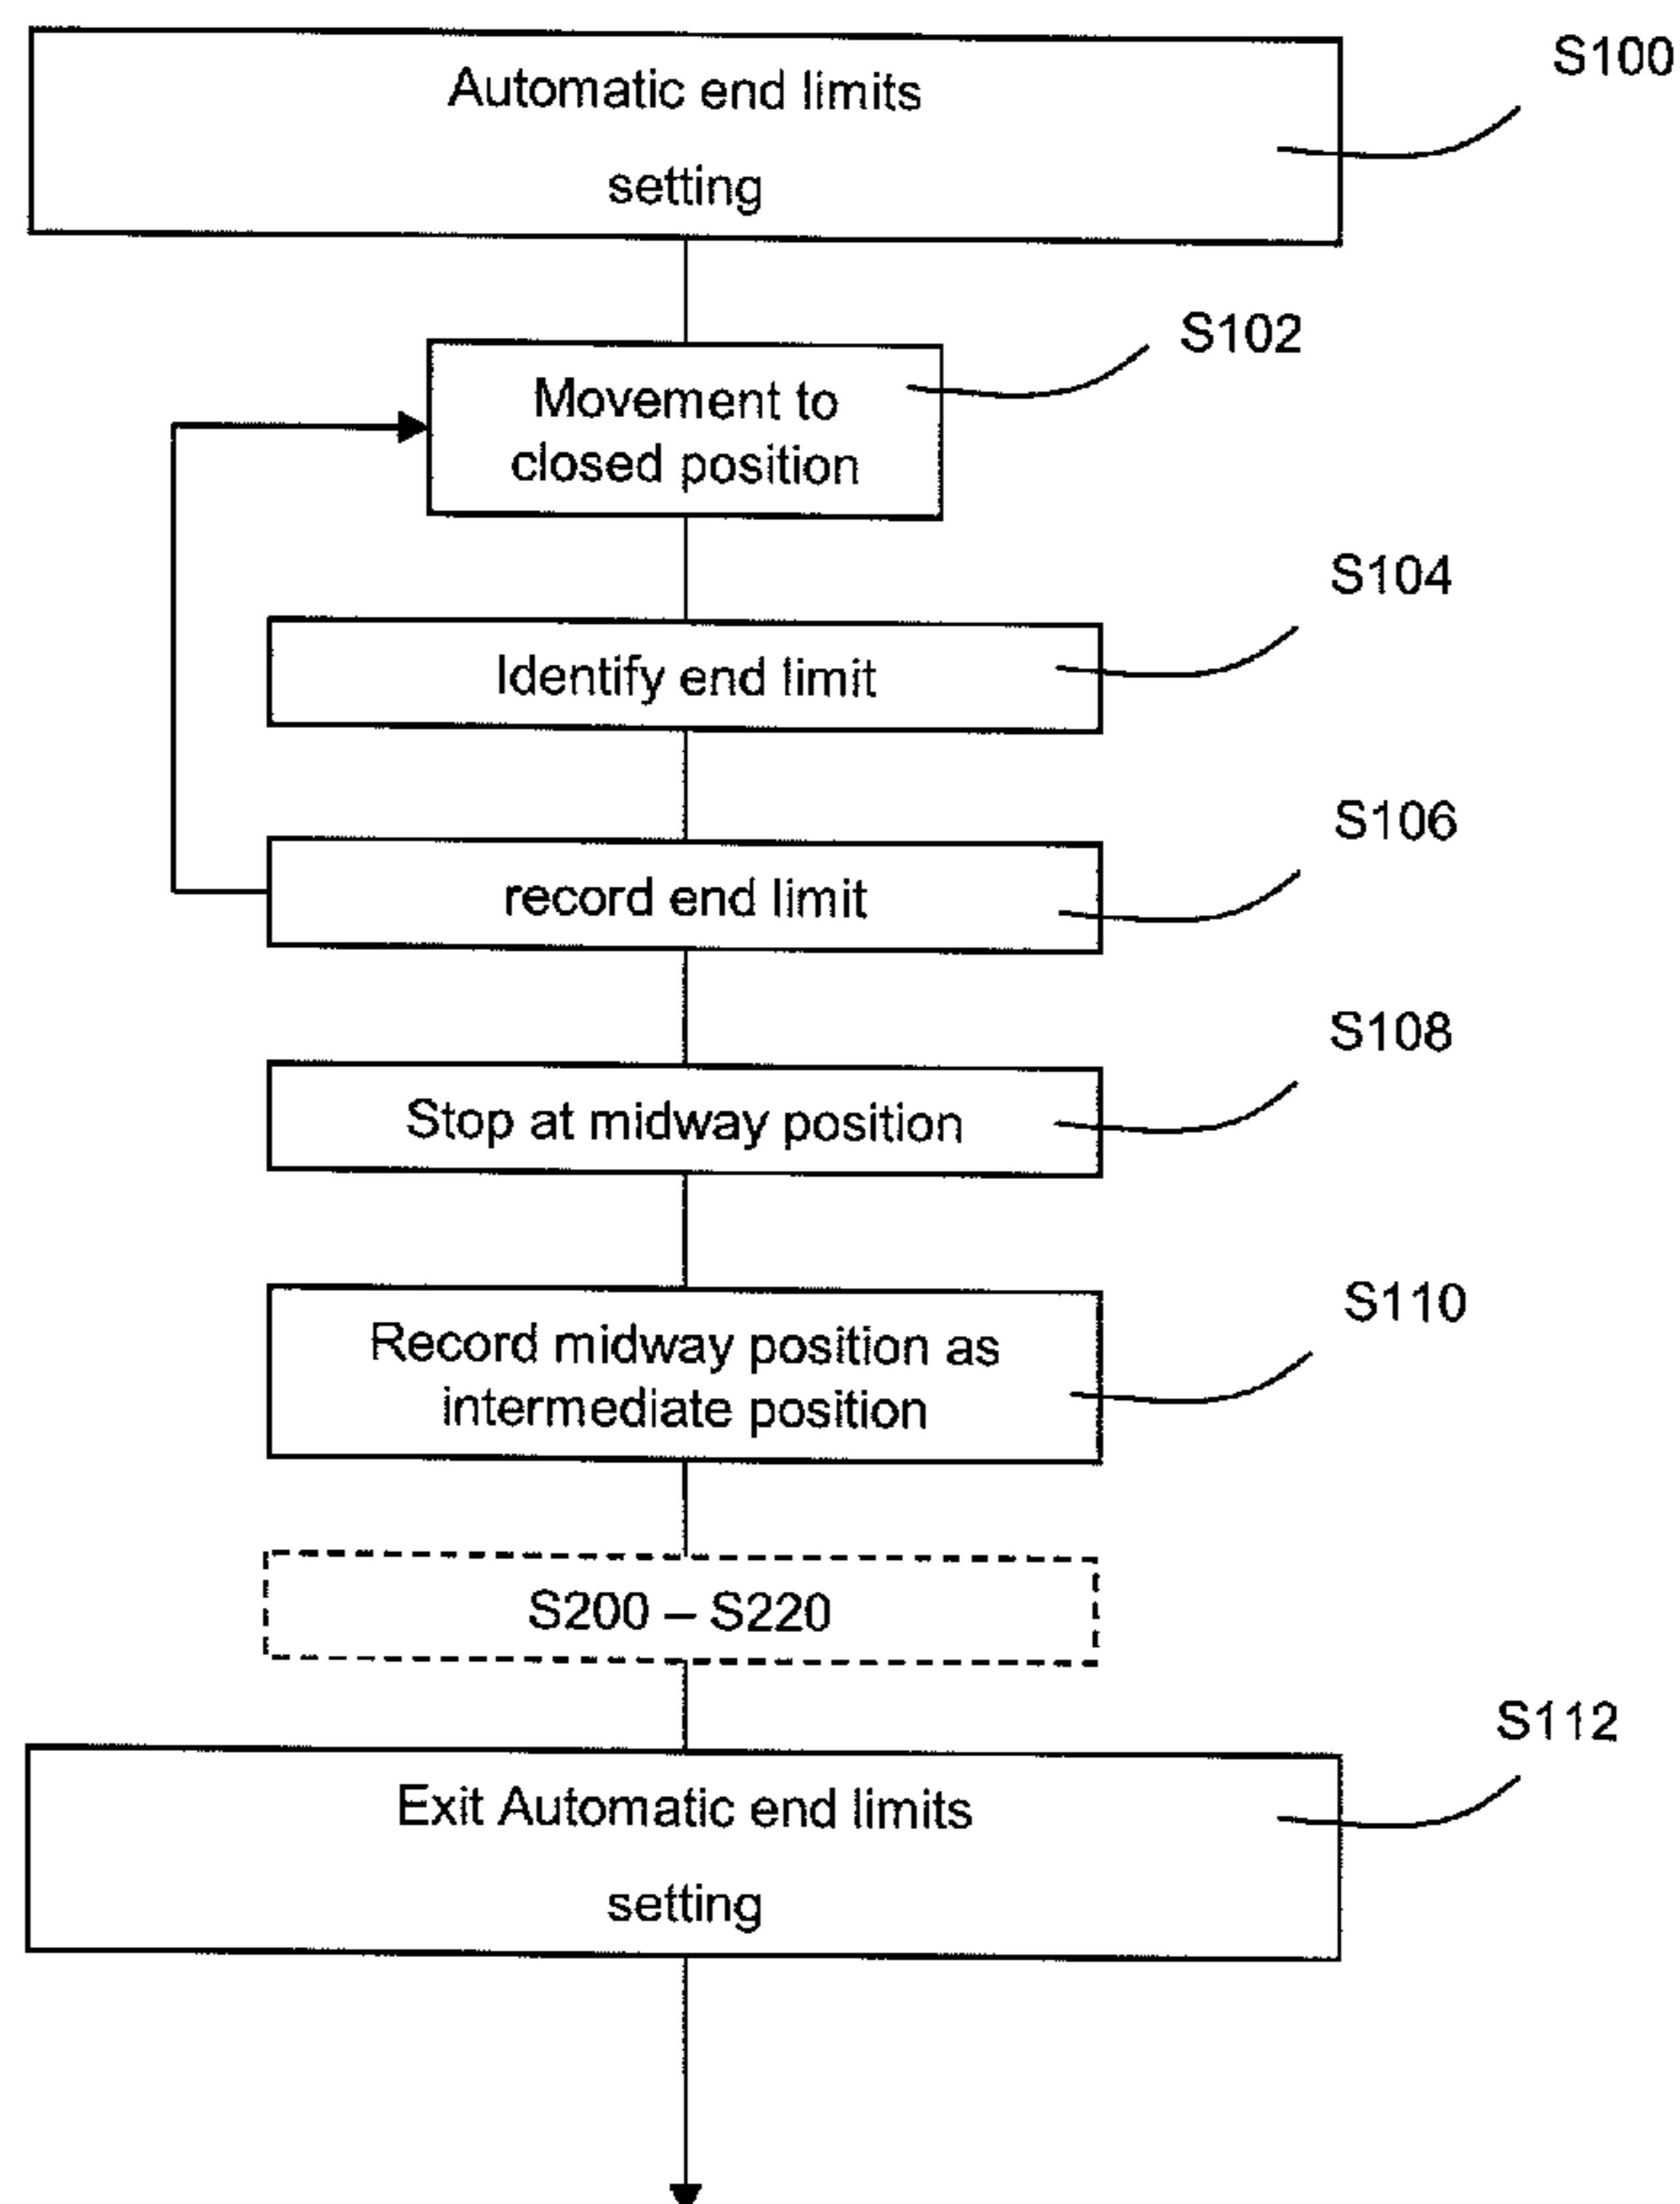 S100
Automatic end limits
setting
S102
Movement to
closed position
S104
Identify end limit
S106
record end limit
S108
Stop at midway position
S110
Record midway position as
intermediate position
S200 – S220
S112
Exit Automatic end limits
setting